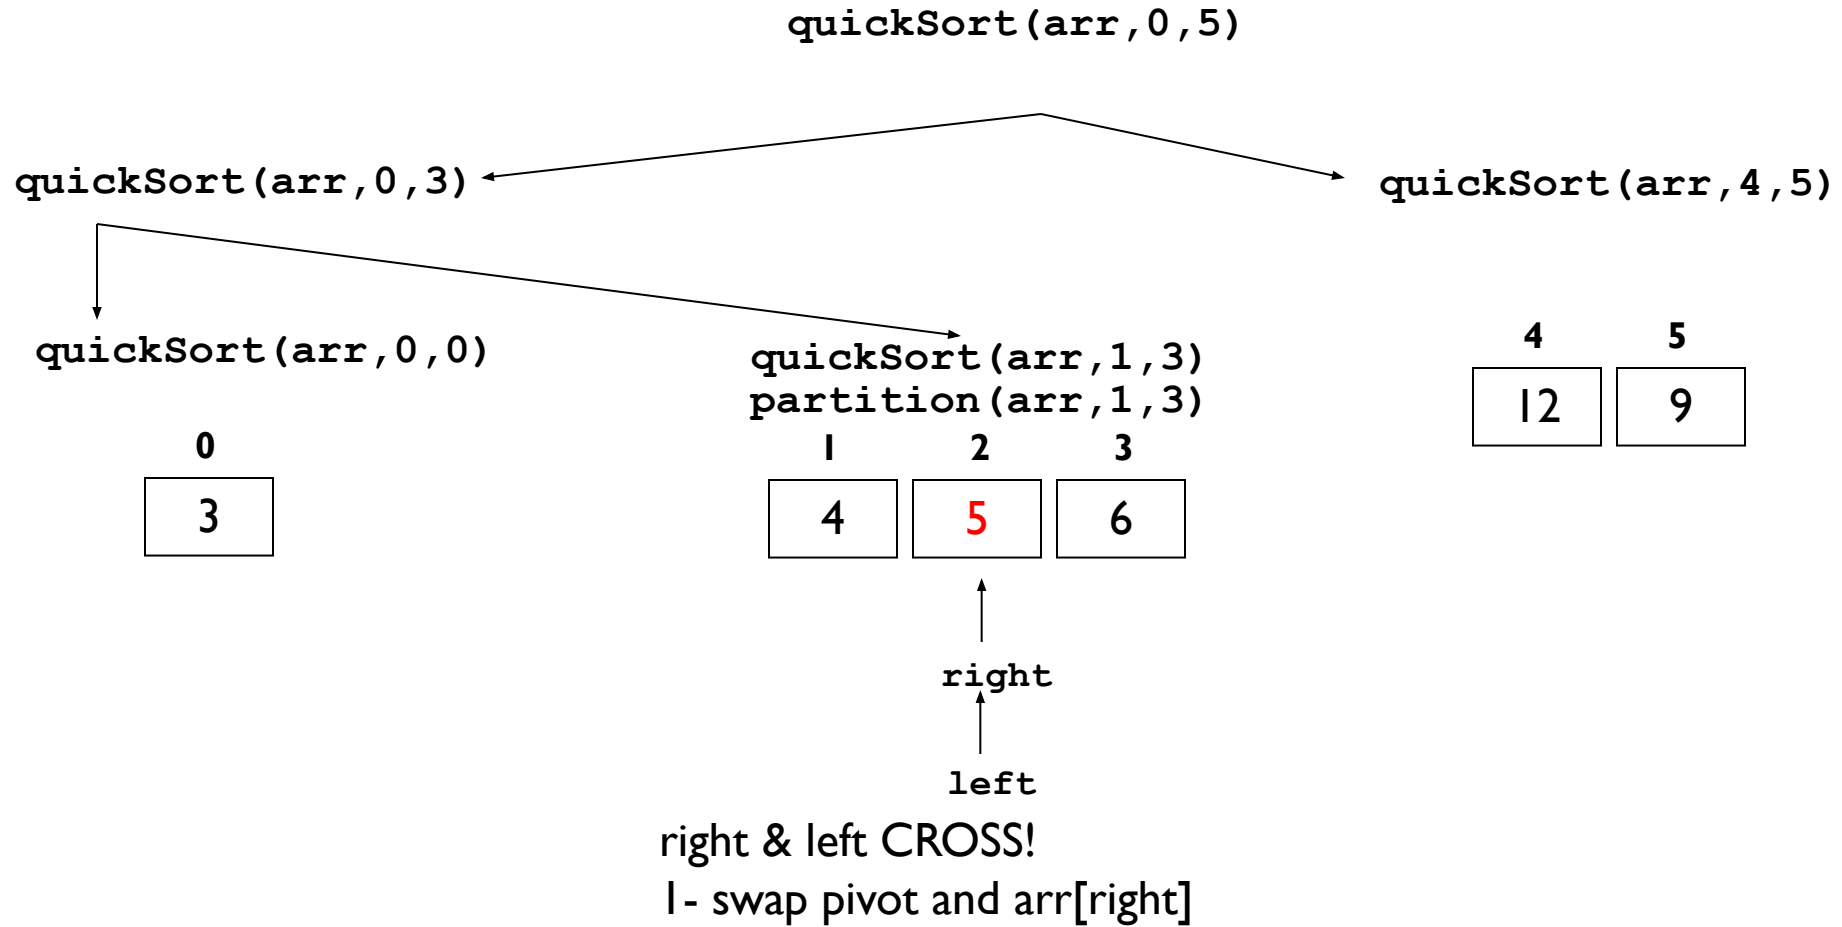 quickSort(arr,0,5)
quickSort(arr,0,3)
quickSort(arr,4,5)
quickSort(arr,0,0)
quickSort(arr,1,3)
partition(arr,1,3)
4 5
12 9
0
3
1 2 3
4 5 6
right
left
right & left CROSS!
1- swap pivot and arr[right]